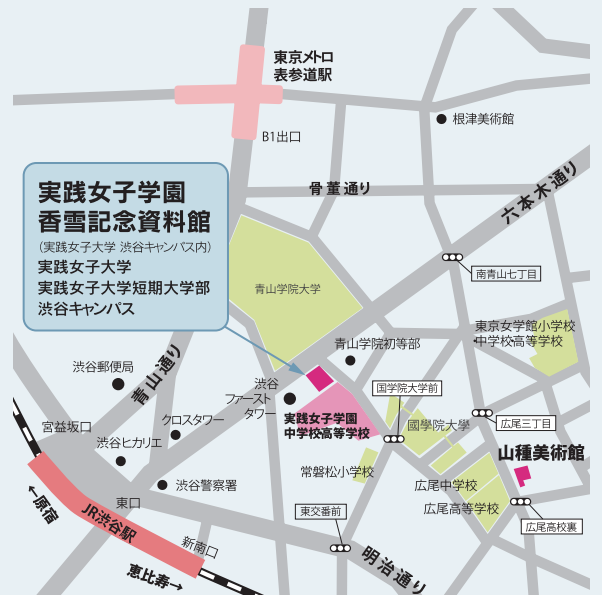 東京メトロ
表参道駅
B1出口
根津美術館
骨董通り
六本木通り
実践女子学園
香雪記念資料館
（実践女子大学 渋谷キャンパス内）
実践女子大学
実践女子大学短期大学部
渋谷キャンパス
南青山七丁目
青山学院大学
東京女学館小学校
中学校高等学校
青山学院初等部
青山通り
渋谷郵便局
渋谷
ファースト
タワー
国学院大学前
宮益坂口
クロスタワー
実践女子学園
中学校高等学校
國學院大學
広尾三丁目
渋谷ヒカリエ
山種美術館
常磐松小学校
渋谷警察署
広尾中学校
広尾高等学校
←原宿
東口
JR渋谷駅
東交番前
広尾高校裏
新南口
明治通り
恵比寿→